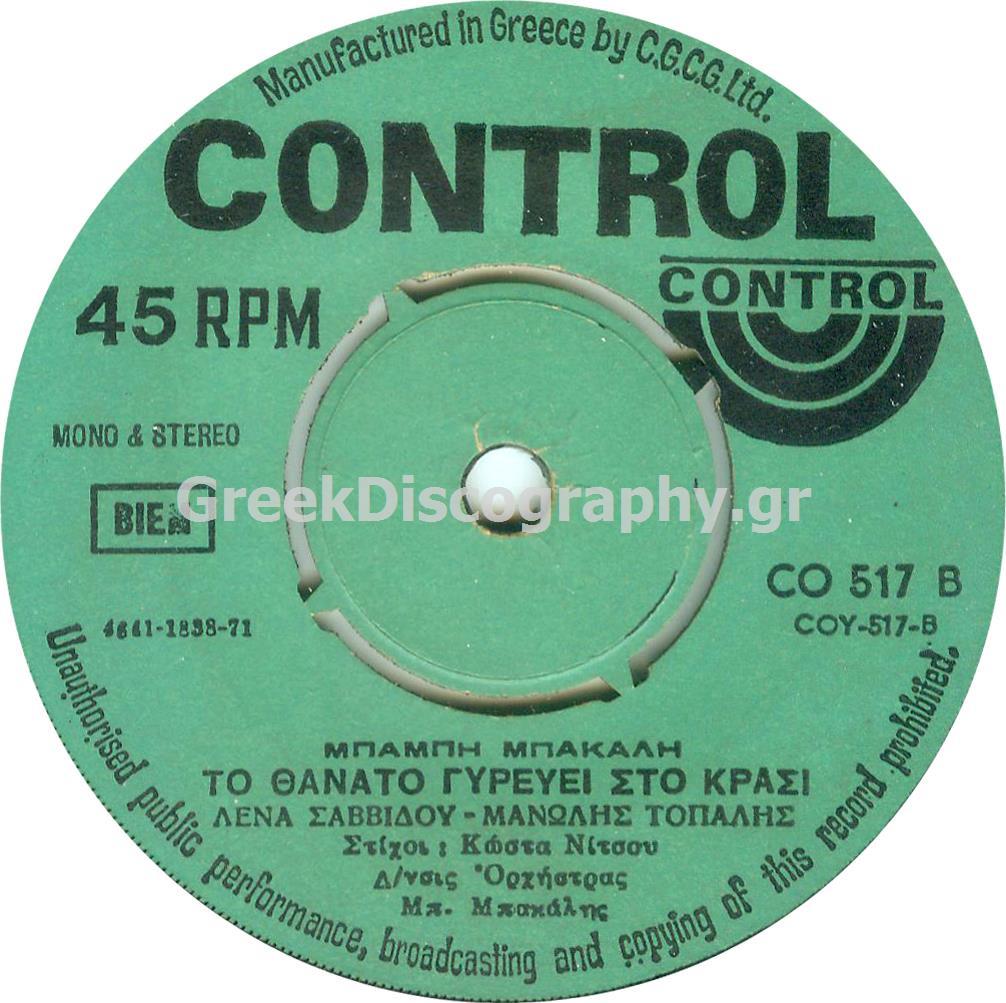 Manufactured in Greece by C.G.C.G. Ltd.
CONTROL
CONTROL
45 RPM
MONO & STEREO
GreekDiscography.gr
BIEM
CO 517 B
COY-517-B
4641-1838-71
ΜΠΑΜΠΗ ΜΠΑΚΑΛΗ
ΤΟ ΘΑΝΑΤΟ ΓΥΡΕΥΕΙ ΣΤΟ ΚΡΑΣΙ
ΛΕΝΑ ΣΑΒΒΙΔΟΥ - ΜΑΝΩΛΗΣ ΤΟΠΑΛΗΣ
Στίχοι : Κώστα Νίτσου
Δ/νσις Ὀρχήστρας
Μπ. Μπακάλης
Unauthorised public performance, broadcasting and copying of this record prohibited.